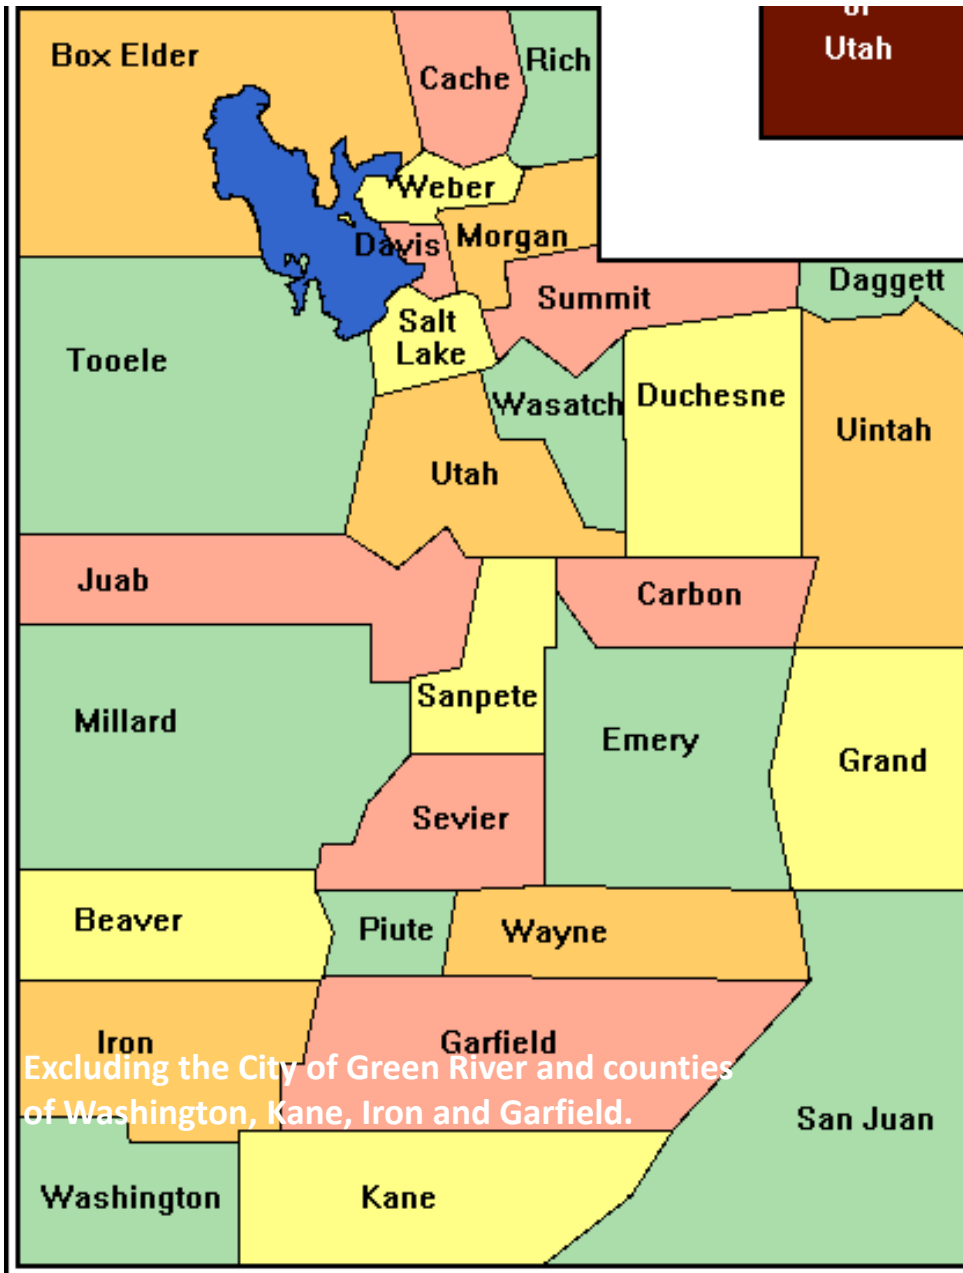 Utah
Box Elder
Cache
Rich
Weber
Davis
Morgan
Summit
Daggett
Salt
Lake
Tooele
Wasatch
Duchesne
Uintah
Utah
Juab
Carbon
Millard
Sanpete
Emery
Grand
Sevier
Beaver
Piute
Wayne
Iron
Garfield
Excluding the City of Green River and counties
of Washington, Kane, Iron and Garfield.
San Juan
Washington
Kane